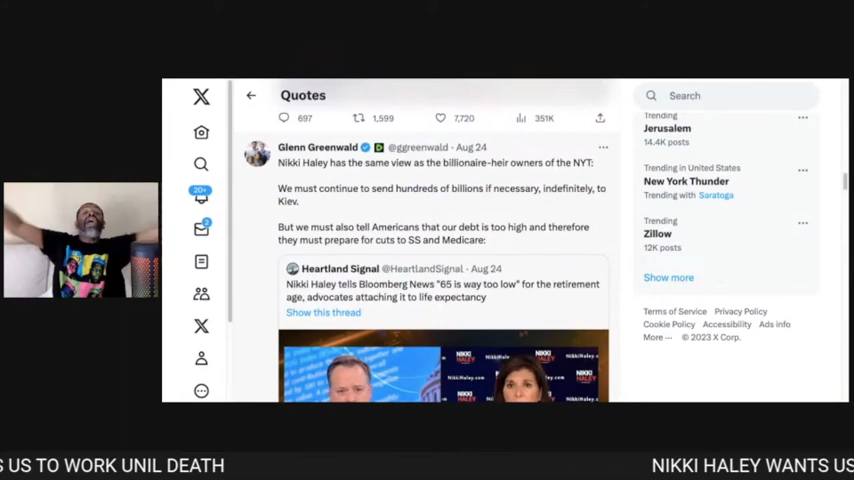 Quotes
697
1,599
7,720
351K
Glenn Greenwald @ggreenwald · Aug 24
Nikki Haley has the same view as the billionaire-heir owners of the NYT:
We must continue to send hundreds of billions if necessary, indefinitely, to
Kiev.
But we must also tell Americans that our debt is too high and therefore
they must prepare for cuts to SS and Medicare:
Heartland Signal @HeartlandSignal · Aug 24
Nikki Haley tells Bloomberg News "65 is way too low" for the retirement
age, advocates attaching it to life expectancy
Show this thread
NIKKI HALEY
NikkiHaley.com
NIKKI HALEY
20+
2
Search
Trending
Jerusalem
14.4K posts
Trending in United States
New York Thunder
Trending with Saratoga
Trending
Zillow
12K posts
Show more
Terms of Service Privacy Policy
Cookie Policy Accessibility Ads info
More ··· © 2023 X Corp.
S US TO WORK UNIL DEATH
NIKKI HALEY WANTS US